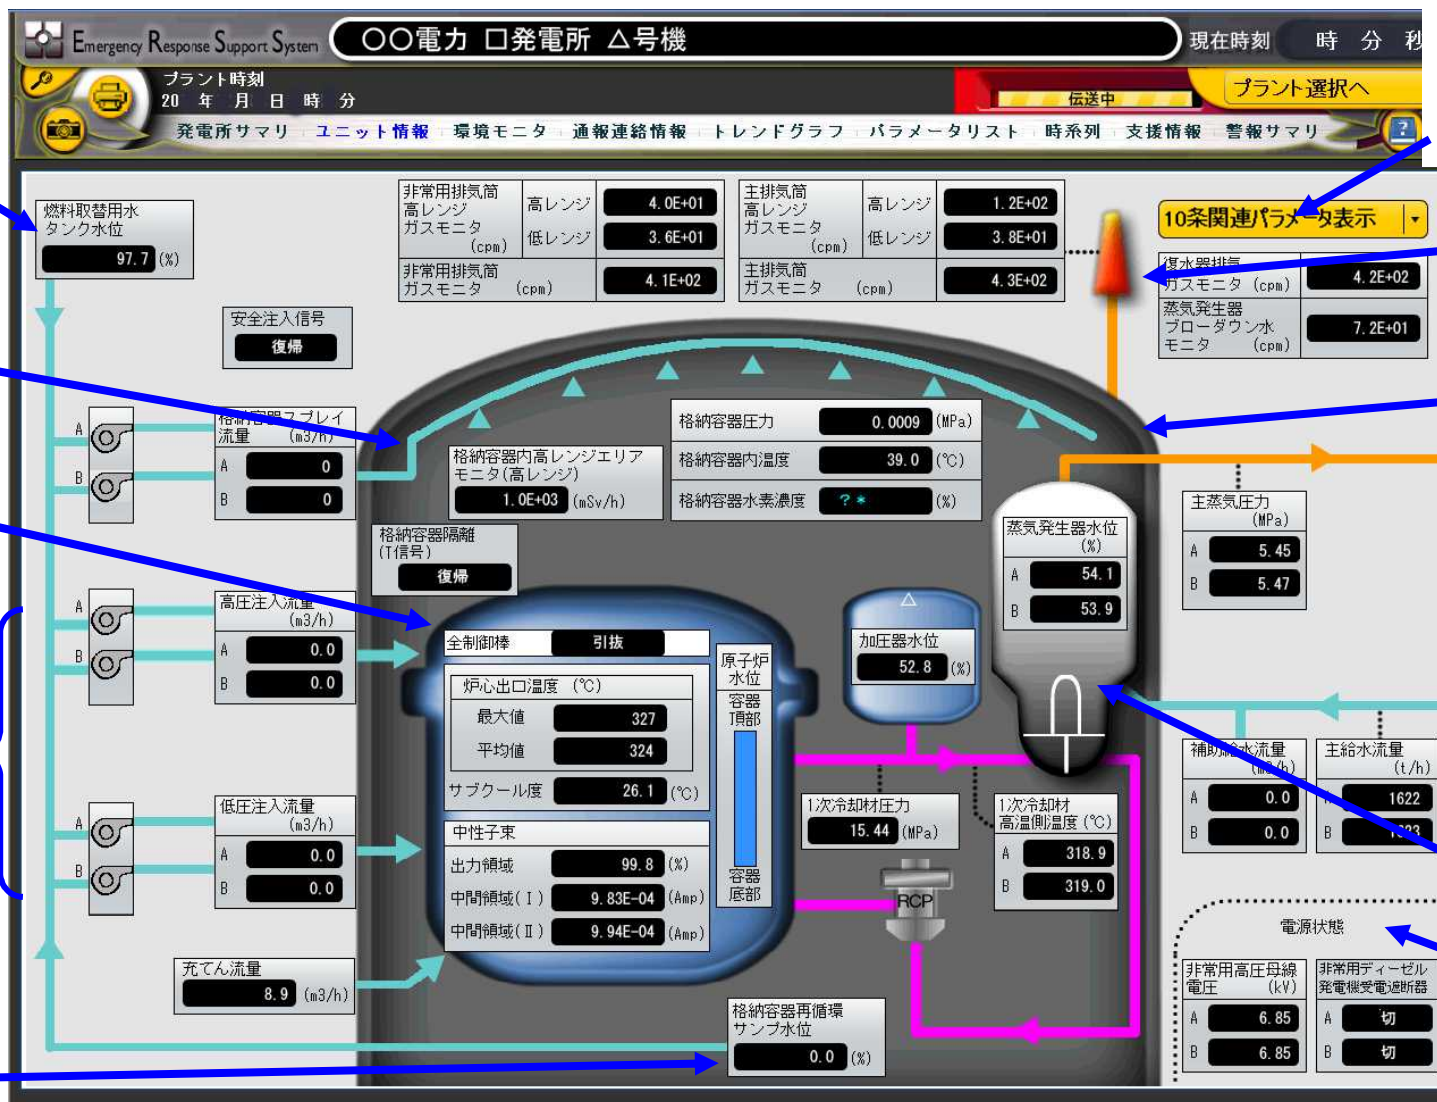 Emergency Response Support System
〇〇電力 □発電所 △号機
現在時刻 時 分 秒
プラント時刻
20 年 月 日 時 分
伝送中
プラント選択へ
発電所サマリ ユニット情報 環境モニタ 通報連絡情報 トレンドグラフ パラメータリスト 時系列 支援情報 警報サマリ
?
燃料取替用水
タンク水位
97.7 (%)
非常用排気筒
高レンジ
ガスモニタ
(cpm)
高レンジ 4.0E+01
低レンジ 3.6E+01
非常用排気筒
ガスモニタ (cpm) 4.1E+02
主排気筒
高レンジ
ガスモニタ
(cpm)
高レンジ 1.2E+02
低レンジ 3.8E+01
主排気筒
ガスモニタ (cpm) 4.3E+02
10条関連パラメータ表示
復水器排気
ガスモニタ (cpm) 4.2E+02
蒸気発生器
ブローダウン水
モニタ (cpm) 7.2E+01
安全注入信号
復帰
格納容器スプレイ
流量 (m3/h)
A 0
B 0
A
B
格納容器内高レンジエリア
モニタ(高レンジ)
1.0E+03 (mSv/h)
格納容器圧力 0.0009 (MPa)
格納容器内温度 39.0 (℃)
格納容器水素濃度 ?* (%)
格納容器隔離
(T信号)
復帰
蒸気発生器水位
(%)
A 54.1
B 53.9
主蒸気圧力
(MPa)
A 5.45
B 5.47
高圧注入流量
(m3/h)
A 0.0
B 0.0
A
B
全制御棒 引抜
炉心出口温度 (℃)
最大値 327
平均値 324
サブクール度 26.1 (℃)
原子炉
水位
容器
頂部
容器
底部
加圧器水位
52.8 (%)
中性子束
出力領域 99.8 (%)
中間領域(Ⅰ) 9.83E-04 (Amp)
中間領域(Ⅱ) 9.94E-04 (Amp)
低圧注入流量
(m3/h)
A 0.0
B 0.0
A
B
1次冷却材圧力
15.44 (MPa)
1次冷却材
高温側温度 (℃)
A 318.9
B 319.0
RCP
補助給水流量
(m3/h)
A 0.0
B 0.0
主給水流量
(t/h)
A 1622
B 1623
充てん流量
8.9 (m3/h)
格納容器再循環
サンプ水位
0.0 (%)
電源状態
非常用高圧母線
電圧 (kV)
A 6.85
B 6.85
非常用ディーゼル
発電機受電遮断器
A 切
B 切